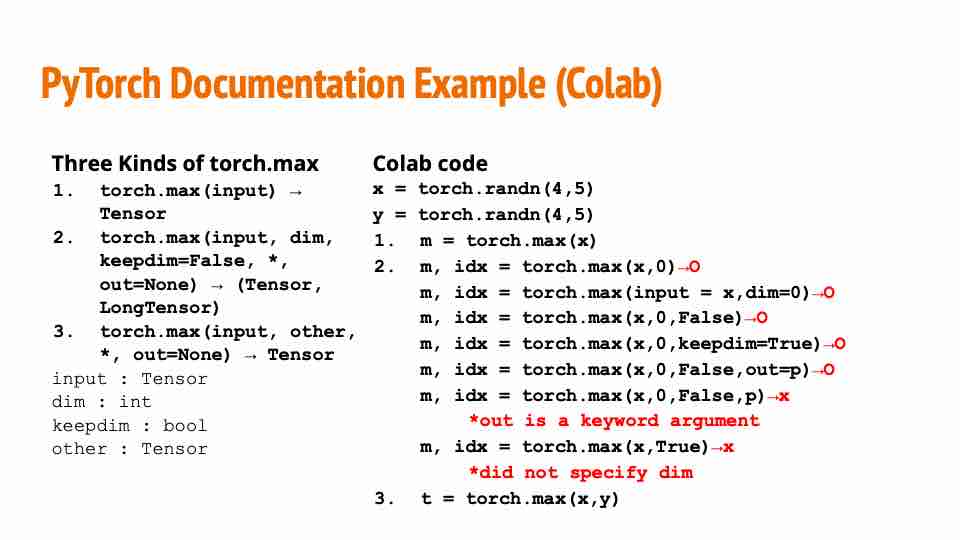 PyTorch Documentation Example (Colab)
Three Kinds of torch.max
1. torch.max(input) →
Tensor
2. torch.max(input, dim,
keepdim=False, *,
out=None) → (Tensor,
LongTensor)
3. torch.max(input, other,
*, out=None) → Tensor
input : Tensor
dim : int
keepdim : bool
other : Tensor
Colab code
x = torch.randn(4,5)
y = torch.randn(4,5)
1. m = torch.max(x)
2. m, idx = torch.max(x,0)→O
m, idx = torch.max(input = x,dim=0)→O
m, idx = torch.max(x,0,False)→O
m, idx = torch.max(x,0,keepdim=True)→O
m, idx = torch.max(x,0,False,out=p)→O
m, idx = torch.max(x,0,False,p)→x
*out is a keyword argument
m, idx = torch.max(x,True)→x
*did not specify dim
3. t = torch.max(x,y)